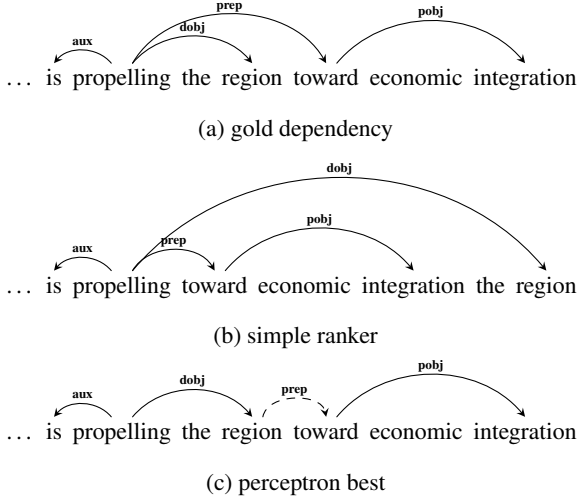 prep
dobj
pobj
aux
... is propelling the region toward economic integration
(a) gold dependency
dobj
prep
pobj
aux
... is propelling toward economic integration the region
(b) simple ranker
dobj
prep
pobj
aux
... is propelling the region toward economic integration
(c) perceptron best